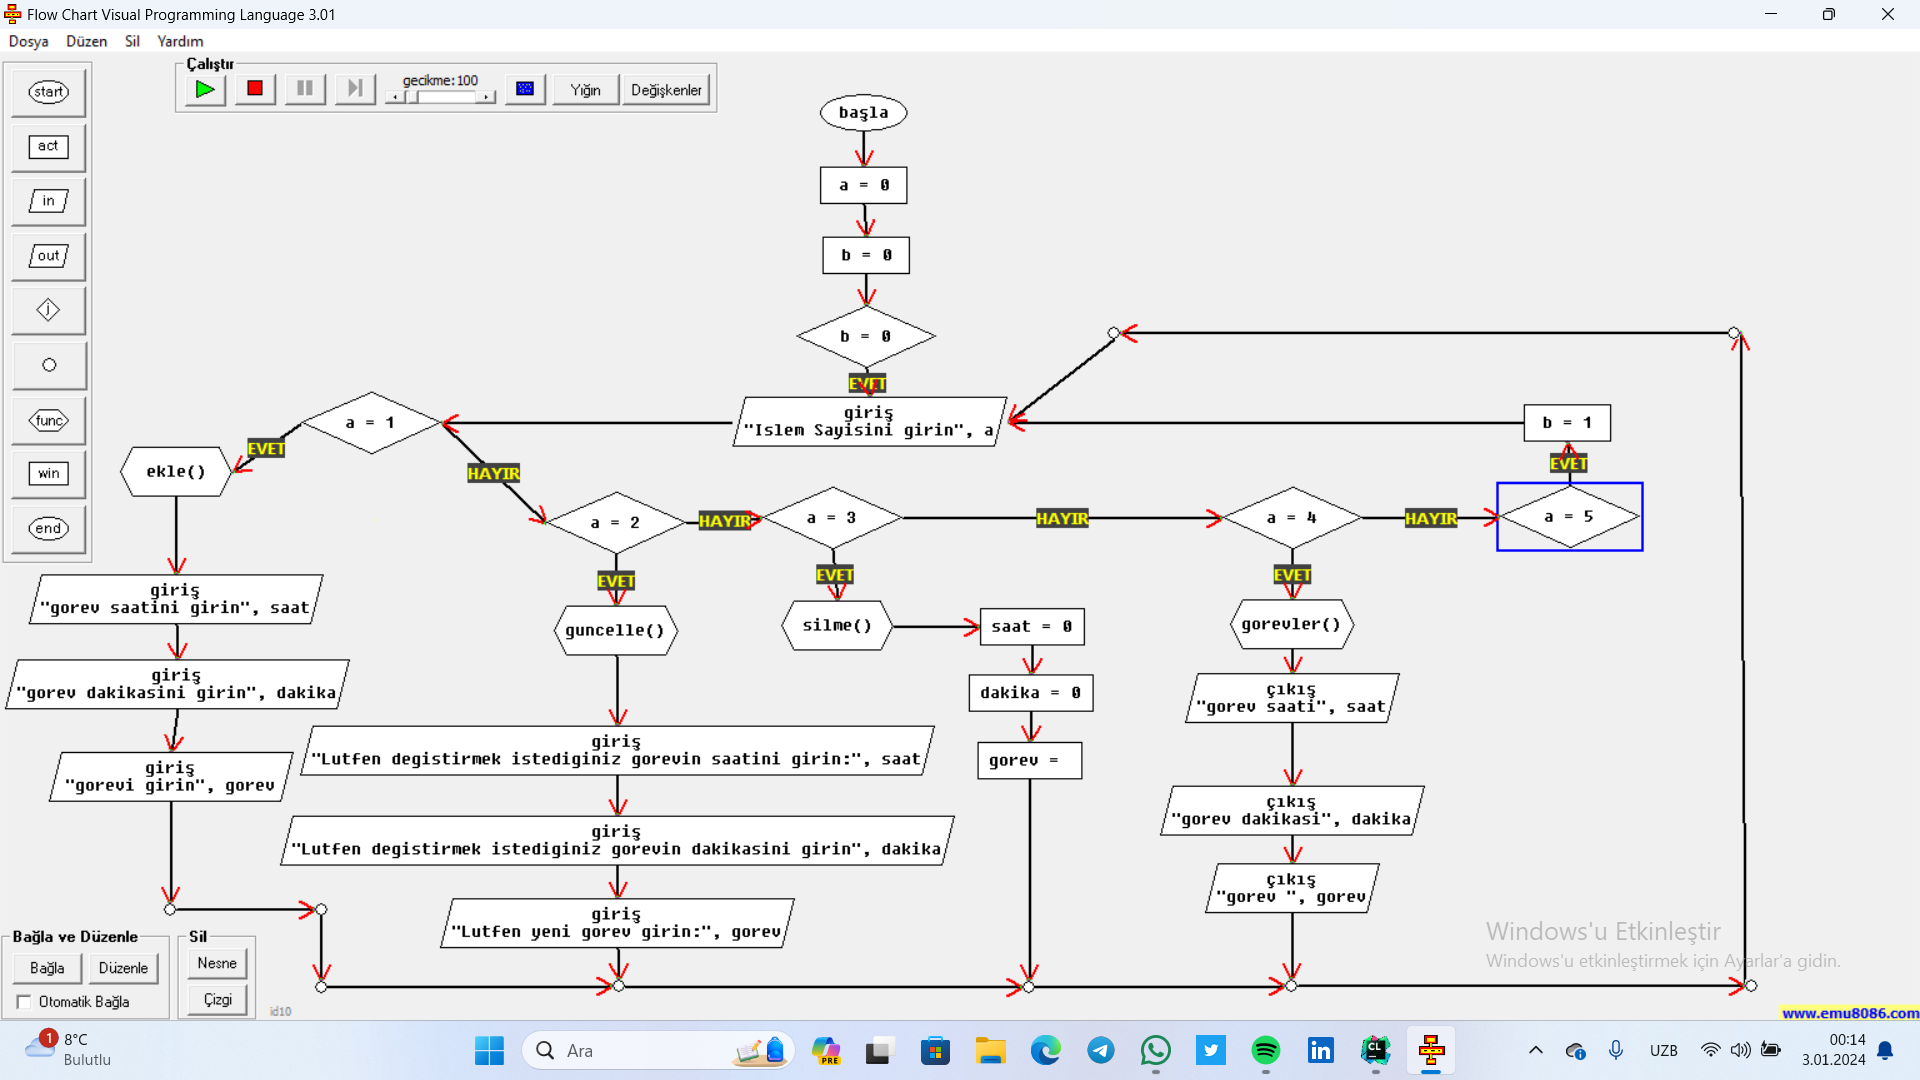 Flow Chart Visual Programming Language 3.01
Dosya Düzen Sil Yardım
Çalıştır
gecikme:100
Yığın
Değişkenler
start
act
in
out
j
func
win
end
başla
a = 0
b = 0
b = 0
EVET
giriş
"Islem Sayisini girin", a
a = 1
EVET
HAYIR
ekle()
b = 1
EVET
a = 2
HAYIR
a = 3
HAYIR
a = 4
HAYIR
a = 5
EVET
EVET
EVET
giriş
"gorev saatini girin", saat
giriş
"gorev dakikasini girin", dakika
giriş
"gorevi girin", gorev
guncelle()
giriş
"Lutfen degistirmek istediginiz gorevin saatini girin:", saat
giriş
"Lutfen degistirmek istediginiz gorevin dakikasini girin", dakika
giriş
"Lutfen yeni gorev girin:", gorev
silme()
saat = 0
dakika = 0
gorev =
gorevler()
çıkış
"gorev saati", saat
çıkış
"gorev dakikasi", dakika
çıkış
"gorev ", gorev
Bağla ve Düzenle
Bağla
Düzenle
Otomatik Bağla
Sil
Nesne
Çizgi
id10
Windows'u Etkinleştir
Windows'u etkinleştirmek için Ayarlar'a gidin.
www.emu8086.com
1
8°C
Bulutlu
Ara
PRE
in
CL
UZB
00:14
3.01.2024